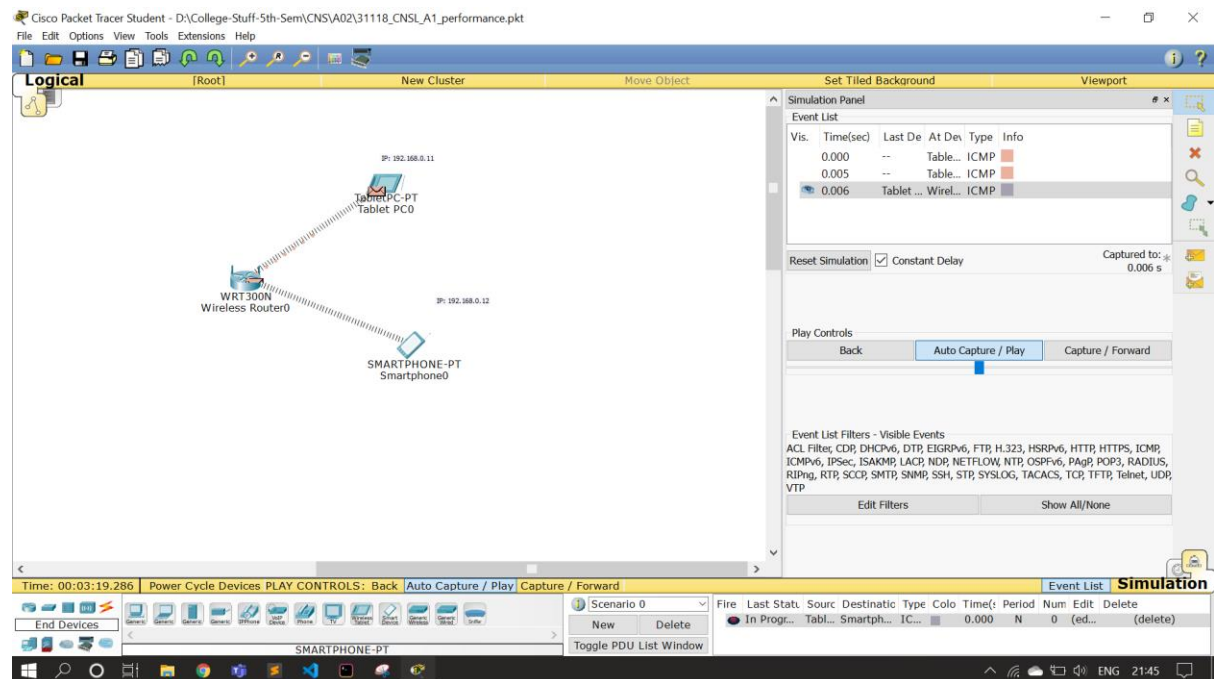 Cisco Packet Tracer Student - D:\College-Stuff-5th-Sem\CNS\A02\31118_CNSL_A1_performance.pkt
File Edit Options View Tools Extensions Help
Logical [Root] New Cluster Move Object Set Tiled Background Viewport
Simulation Panel
Event List
Vis. Time(sec) Last De At Dev Type Info
0.000 -- Table... ICMP
0.005 -- Table... ICMP
0.006 Tablet ... Wirel... ICMP
Reset Simulation Constant Delay Captured to: *
0.006 s
IP: 192.168.0.11
TabletPC-PT
Tablet PC0
WRT300N
Wireless Router0
IP: 192.168.0.12
SMARTPHONE-PT
Smartphone0
Play Controls
Back Auto Capture / Play Capture / Forward
Event List Filters - Visible Events
ACL Filter, CDP, DHCPv6, DTP, EIGRPv6, FTP, H.323, HSRPv6, HTTP, HTTPS, ICMP,
ICMPv6, IPSec, ISAKMP, LACP, NDP, NETFLOW, NTP, OSPFv6, PAgP, POP3, RADIUS,
RIPng, RTP, SCCP, SMTP, SNMP, SSH, STP, SYSLOG, TACACS, TCP, TFTP, Telnet, UDP,
VTP
Edit Filters Show All/None
Time: 00:03:19.286 Power Cycle Devices PLAY CONTROLS: Back Auto Capture / Play Capture / Forward Event List Simulation
End Devices
SMARTPHONE-PT
Scenario 0
New Delete
Toggle PDU List Window
Fire Last Statu Sourc Destinatic Type Colo Time(s Period Num Edit Delete
In Progr... Tabl... Smartph... IC... 0.000 N 0 (ed... (delete)
ENG 21:45